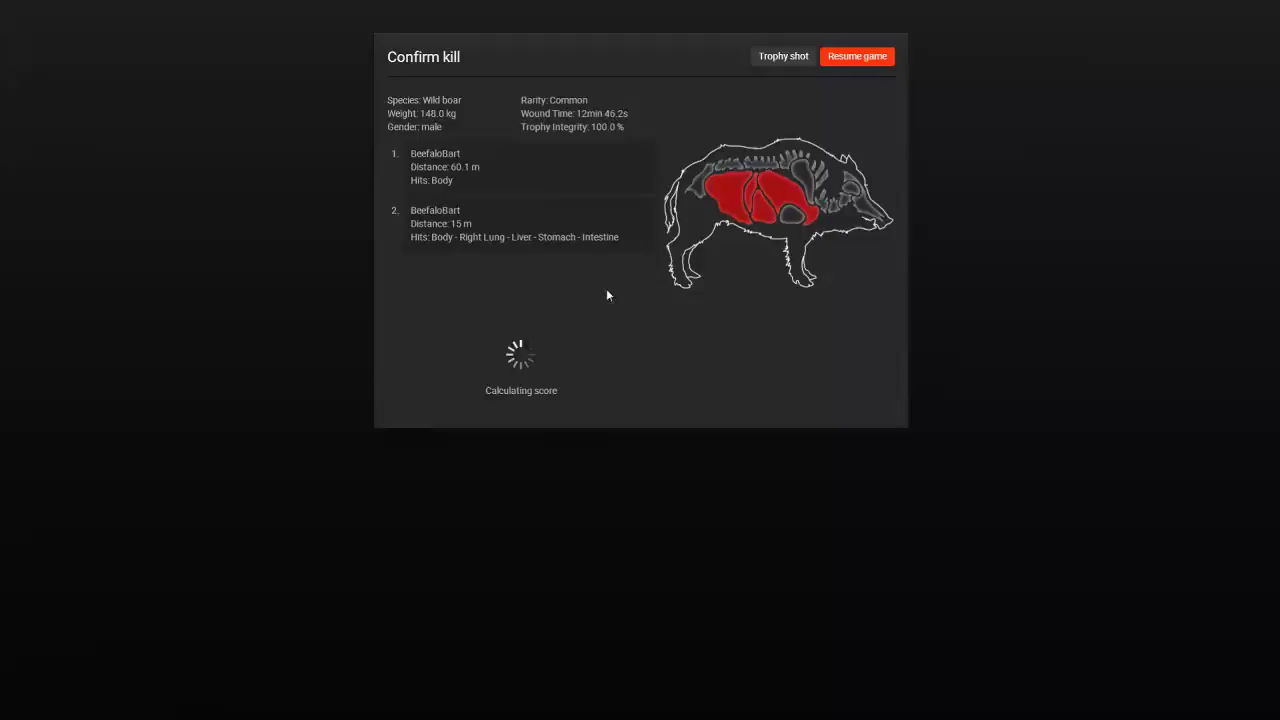 Confirm kill
Trophy shot
Resume game
Species: Wild boar
Rarity: Common
Weight: 148.0 kg
Wound Time: 12min 46.2s
Gender: male
Trophy Integrity: 100.0 %
1. BeefaloBart
Distance: 60.1 m
Hits: Body
2. BeefaloBart
Distance: 15 m
Hits: Body - Right Lung - Liver - Stomach - Intestine
Calculating score